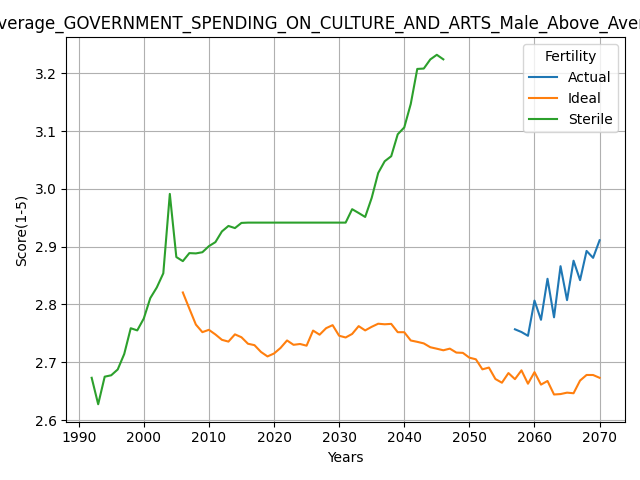 verage_GOVERNMENT_SPENDING_ON_CULTURE_AND_ARTS_Male_Above_Aver
Fertility
Actual
Ideal
Sterile
Score(1-5)
3.2
3.1
3.0
2.9
2.8
2.7
2.6
1990 2000 2010 2020 2030 2040 2050 2060 2070
Years